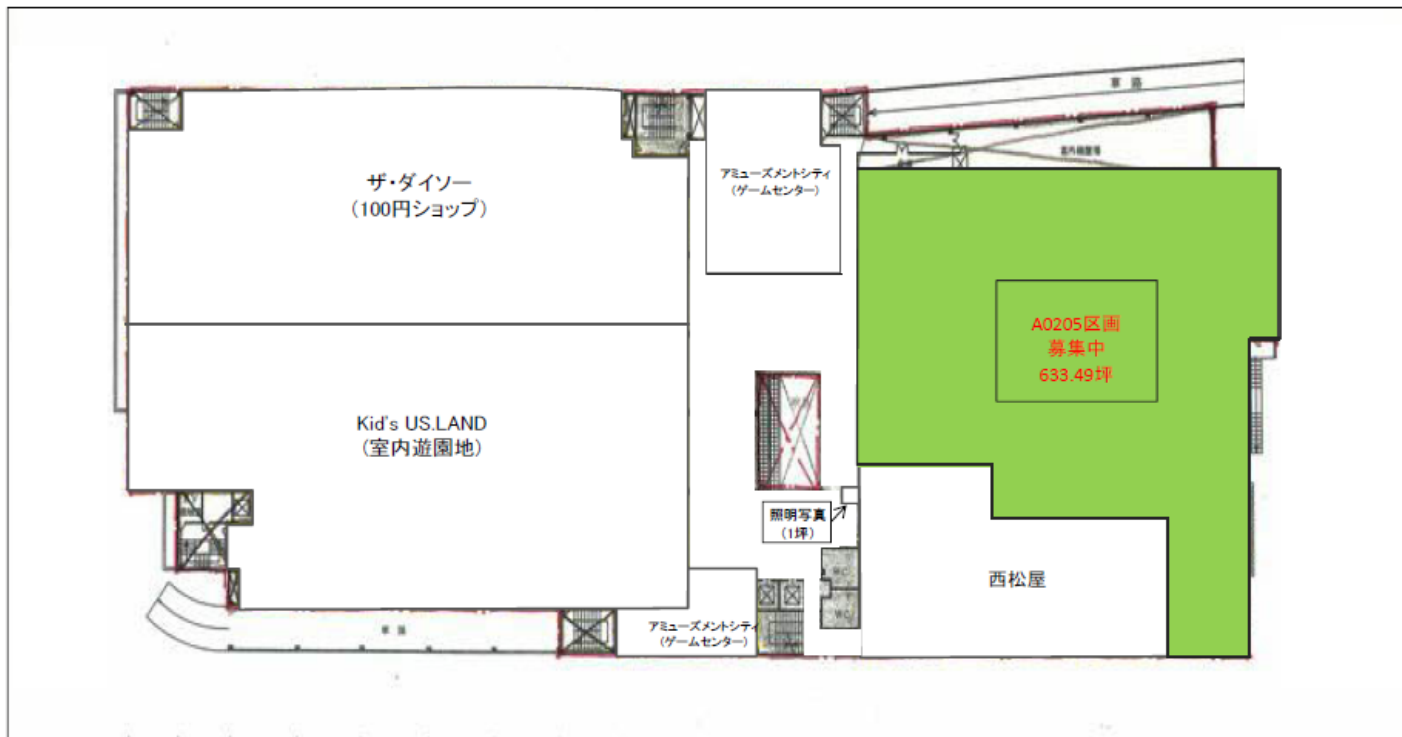 車路
ザ・ダイソー
(100円ショップ)
アミューズメントシティ
(ゲームセンター)
A0205区画
募集中
633.49坪
Kid's US.LAND
(室内遊園地)
照明写真
(1坪)
西松屋
アミューズメントシティ
(ゲームセンター)
車路